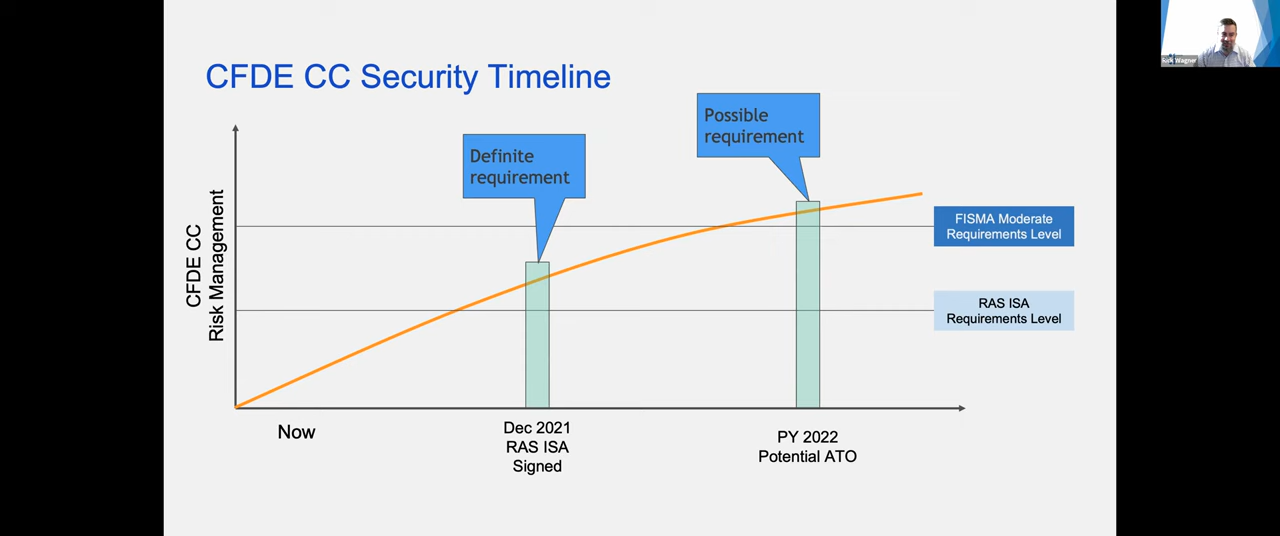 CFDE CC Security Timeline
Rick Wagner
Possible
requirement
Definite
requirement
CFDE CC
Risk Management
FISMA Moderate
Requirements Level
RAS ISA
Requirements Level
Now
Dec 2021
RAS ISA
Signed
PY 2022
Potential ATO